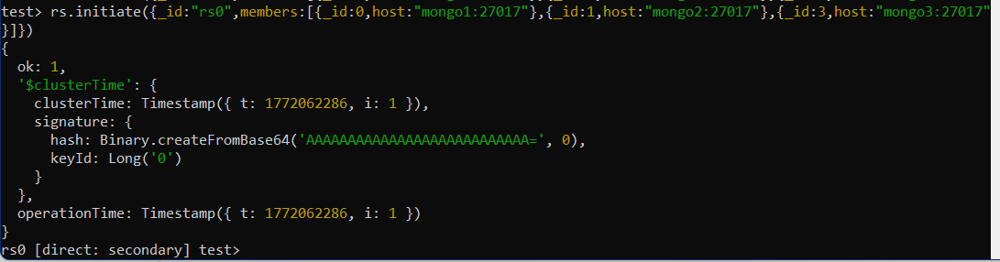 test> rs.initiate({_id:"rs0",members:[{_id:0,host:"mongo1:27017"},{_id:1,host:"mongo2:27017"},{_id:3,host:"mongo3:27017"
}]})
{
  ok: 1,
  '$clusterTime': {
    clusterTime: Timestamp({ t: 1772062286, i: 1 }),
    signature: {
      hash: Binary.createFromBase64('AAAAAAAAAAAAAAAAAAAAAAAAAAA=', 0),
      keyId: Long('0')
    }
  },
  operationTime: Timestamp({ t: 1772062286, i: 1 })
}
rs0 [direct: secondary] test>